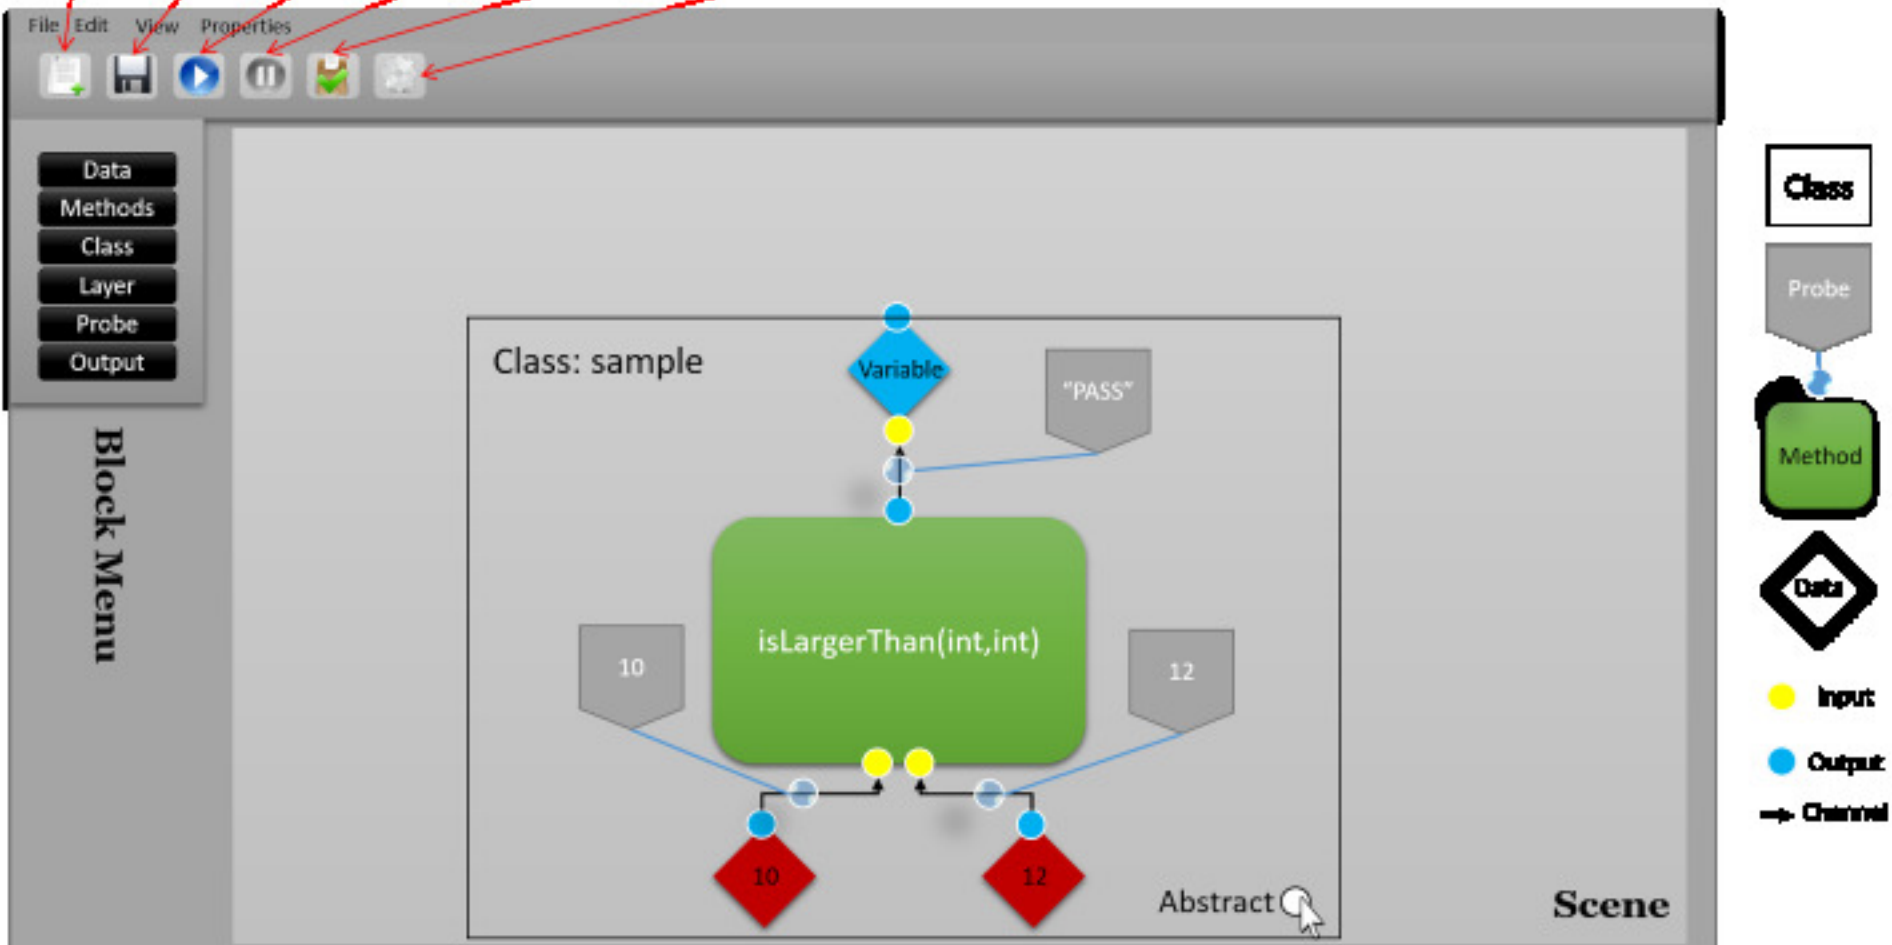 File Edit View Properties
Data
Methods
Class
Layer
Probe
Output
Block Menu
Class: sample
Variable
"PASS"
isLargerThan(int,int)
10
12
10
12
Abstract
Scene
Class
Probe
Method
Data
Input
Output
Channel